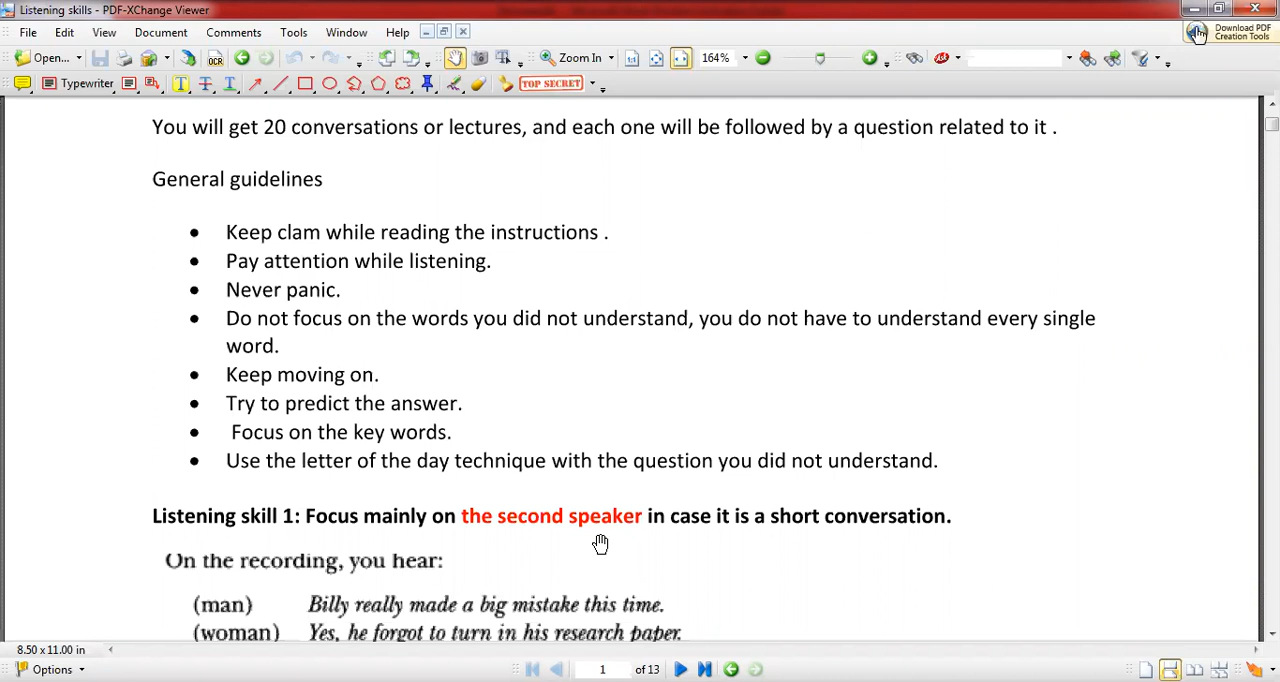 Listening skills - PDF-XChange Viewer
File Edit View Document Comments Tools Window Help
Download PDF
Creation Tools
Open... OCR Zoom In 1:1 164%
Typewriter T T T TOP SECRET
You will get 20 conversations or lectures, and each one will be followed by a question related to it .
General guidelines
• Keep clam while reading the instructions .
• Pay attention while listening.
• Never panic.
• Do not focus on the words you did not understand, you do not have to understand every single
word.
• Keep moving on.
• Try to predict the answer.
• Focus on the key words.
• Use the letter of the day technique with the question you did not understand.
Listening skill 1: Focus mainly on the second speaker in case it is a short conversation.
On the recording, you hear:
(man) Billy really made a big mistake this time.
(woman) Yes, he forgot to turn in his research paper.
8.50 x 11.00 in
Options 1 of 13